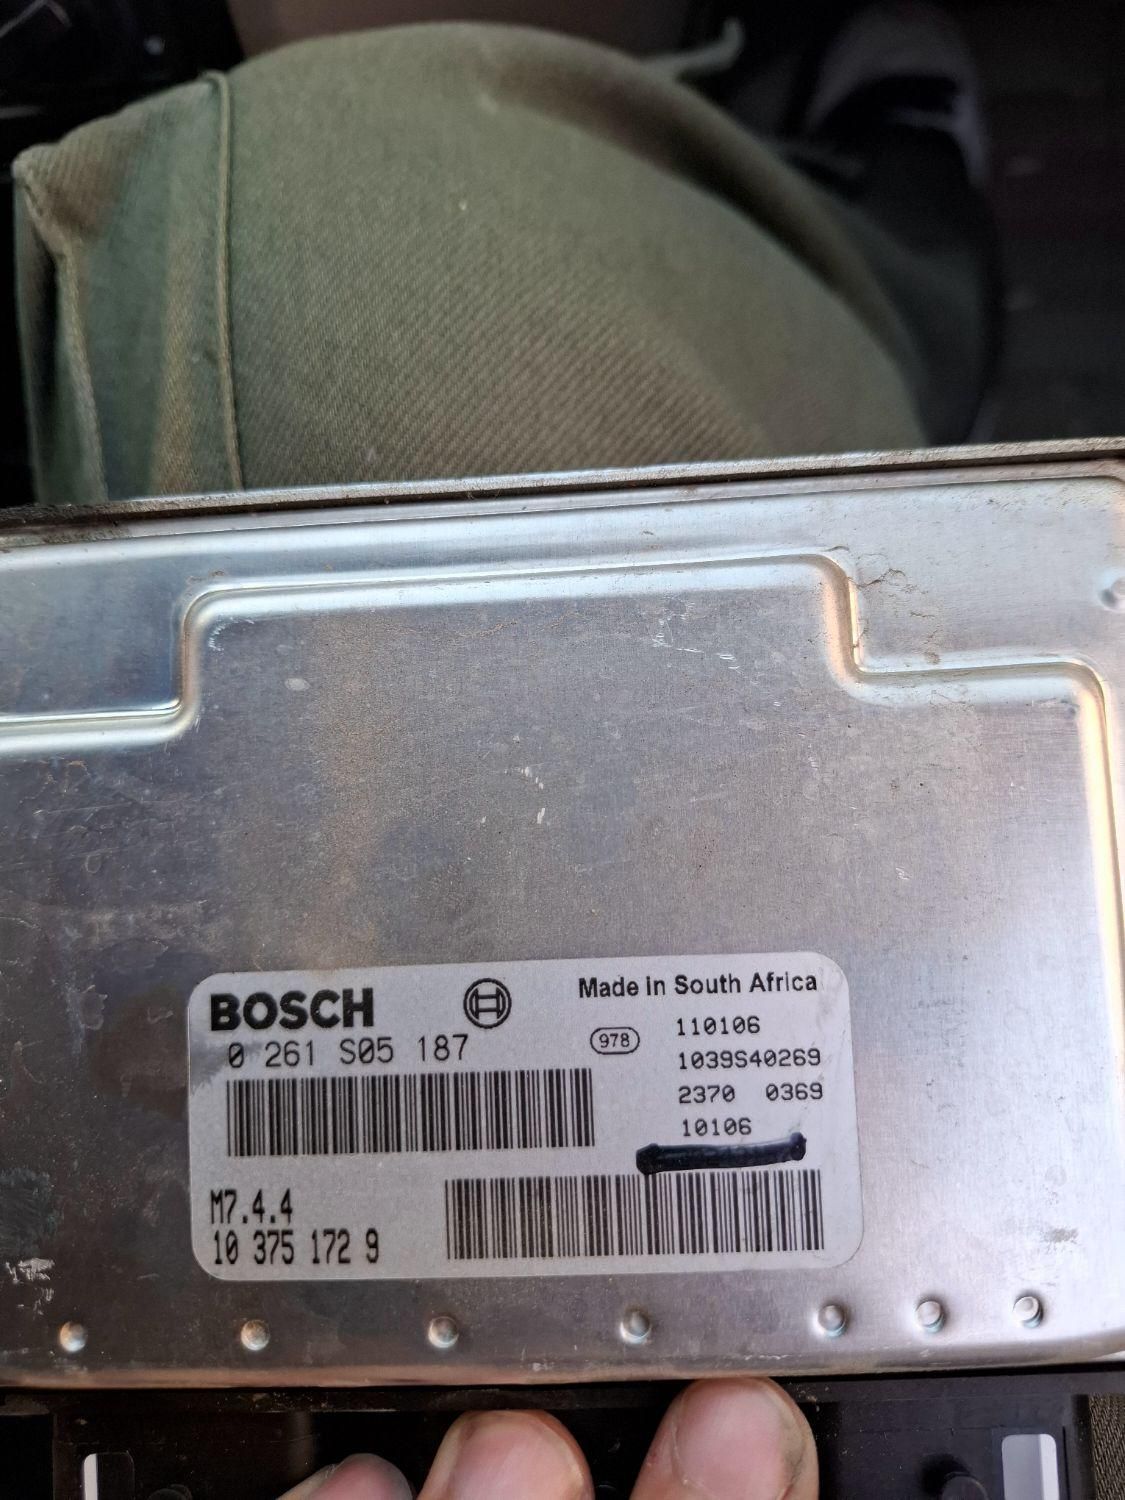 BOSCH
Made in South Africa
0 261 S05 187
978
110106
1039S40269
2370 0369
10106
M7.4.4
10 375 172 9